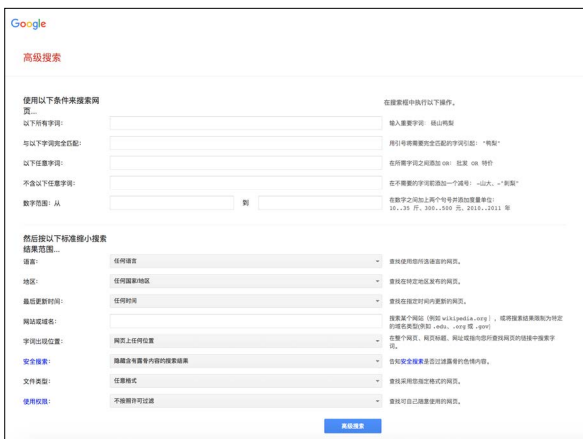 Google
高级搜索
使用以下条件来搜索网
页...
在搜索框中执行以下操作。
以下所有字词：
输入重要字词： 砀山鸭梨
与以下字词完全匹配：
用引号将需要完全匹配的字词引起： "鸭梨"
以下任意字词：
在所需字词之间添加 OR： 批发 OR 特价
不含以下任意字词：
在不需要的字词前添加一个减号： -山大、-"刺梨"
数字范围：从
到
在数字之间加上两个句号并添加度量单位：
10..35 斤、300..500 元、2010..2011 年
然后按以下标准缩小搜索
结果范围...
语言：
任何语言
查找使用您所选语言的网页。
地区：
任何国家/地区
查找在特定地区发布的网页。
最后更新时间：
任何时间
查找在指定时间内更新的网页。
网站或域名：
搜索某个网站（例如 wikipedia.org ），或将搜索结果限制为特定
的域名类型(例如 .edu、.org 或 .gov)
字词出现位置：
网页上任何位置
在整个网页、网页标题、网址或指向您所查找网页的链接中搜索字
词。
安全搜索：
隐藏含有露骨内容的搜索结果
告知安全搜索是否过滤露骨的色情内容。
文件类型：
任意格式
查找采用您指定格式的网页。
使用权限：
不按照许可过滤
查找可自己随意使用的网页。
高级搜索